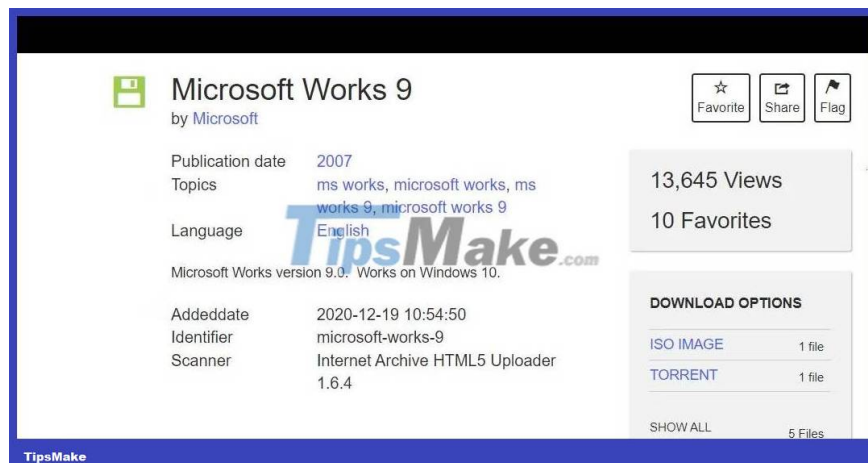 Microsoft Works 9
by Microsoft
Favorite
Share
Flag
Publication date 2007
Topics ms works, microsoft works, ms
works 9, microsoft works 9
Language English
Microsoft Works version 9.0. Works on Windows 10.
Addeddate 2020-12-19 10:54:50
Identifier microsoft-works-9
Scanner Internet Archive HTML5 Uploader
1.6.4
13,645 Views
10 Favorites
DOWNLOAD OPTIONS
ISO IMAGE 1 file
TORRENT 1 file
SHOW ALL 5 Files
TipsMake.com
TipsMake